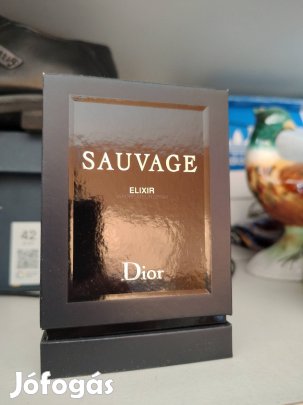 SAUVAGE
ELIXIR
Dior
42
Jófogás